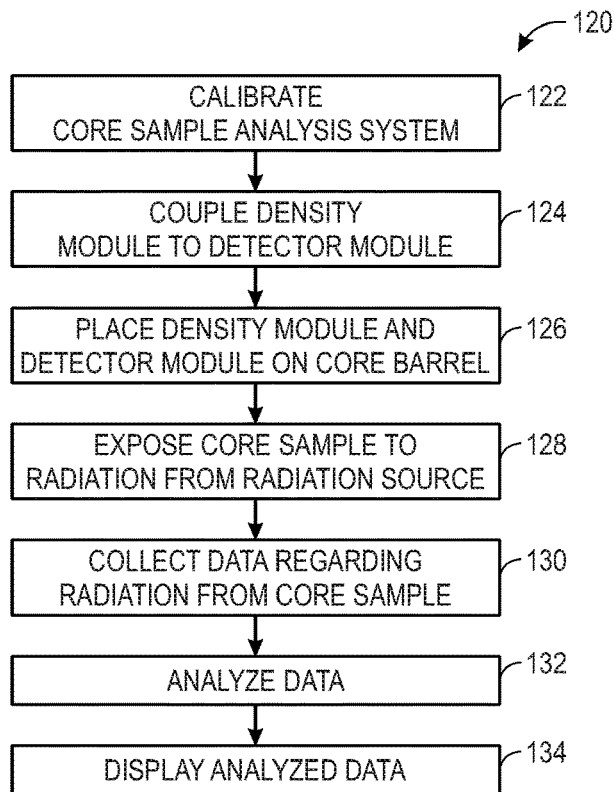 120
CALIBRATE
CORE SAMPLE ANALYSIS SYSTEM
122
COUPLE DENSITY
MODULE TO DETECTOR MODULE
124
PLACE DENSITY MODULE AND
DETECTOR MODULE ON CORE BARREL
126
EXPOSE CORE SAMPLE TO
RADIATION FROM RADIATION SOURCE
128
COLLECT DATA REGARDING
RADIATION FROM CORE SAMPLE
130
ANALYZE DATA
132
DISPLAY ANALYZED DATA
134